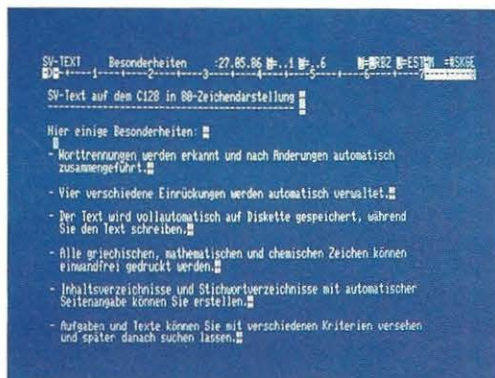 SV-TEXT Besonderheiten :27.05.86 =..1 =..6
SV-Text auf dem C128 in 80-Zeichendarstellung
Hier einige Besonderheiten:
- Worttrennungen werden erkannt und nach Änderungen automatisch
zusammengeführt.
- Vier verschiedene Einrückungen werden automatisch verwaltet.
- Der Text wird vollautomatisch auf Diskette gespeichert, während
Sie den Text schreiben.
- Alle griechischen, mathematischen und chemischen Zeichen können
einwandfrei gedruckt werden.
- Inhaltsverzeichnisse und Stichwortverzeichnisse mit automatischer
Seitenangabe können Sie erstellen.
- Aufgaben und Texte können Sie mit verschiedenen Kriterien versehen
und später danach suchen lassen.